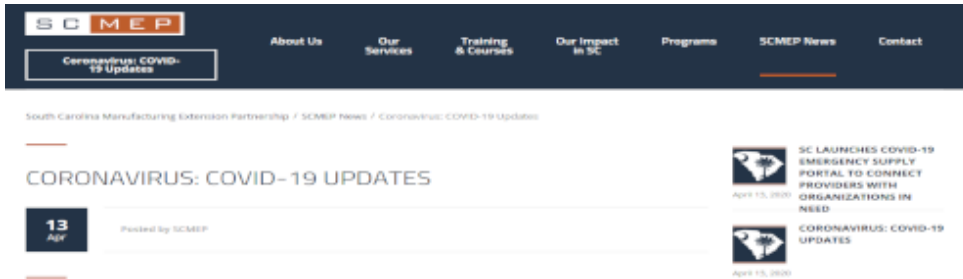 SC MEP
Coronavirus: COVID-
19 Updates
About Us
Our
Services
Training
& Courses
Our Impact
in SC
Programs
SCMEP News
Contact
South Carolina Manufacturing Extension Partnership / SCMEP News / Coronavirus: COVID-19 Updates
CORONAVIRUS: COVID-19 UPDATES
13
Apr
Posted by SCMEP
SC LAUNCHES COVID-19
EMERGENCY SUPPLY
PORTAL TO CONNECT
PROVIDERS WITH
ORGANIZATIONS IN
NEED
April 15, 2020
CORONAVIRUS: COVID-19
UPDATES
April 15, 2020